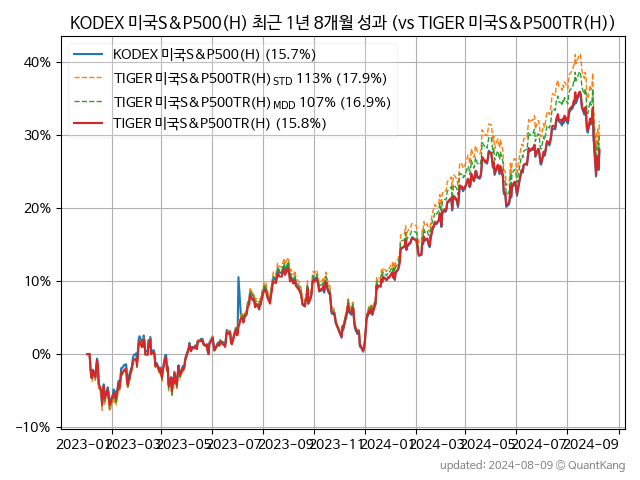 KODEX 미국S&P500(H) 최근 1년 8개월 성과 (vs TIGER 미국S&P500TR(H))
KODEX 미국S&P500(H) (15.7%)
TIGER 미국S&P500TR(H)STD 113% (17.9%)
TIGER 미국S&P500TR(H)MDD 107% (16.9%)
TIGER 미국S&P500TR(H) (15.8%)
40%
30%
20%
10%
0%
−10%
2023-01 2023-03 2023-05 2023-07 2023-09 2023-11 2024-01 2024-03 2024-05 2024-07 2024-09
updated: 2024-08-09 © QuantKang